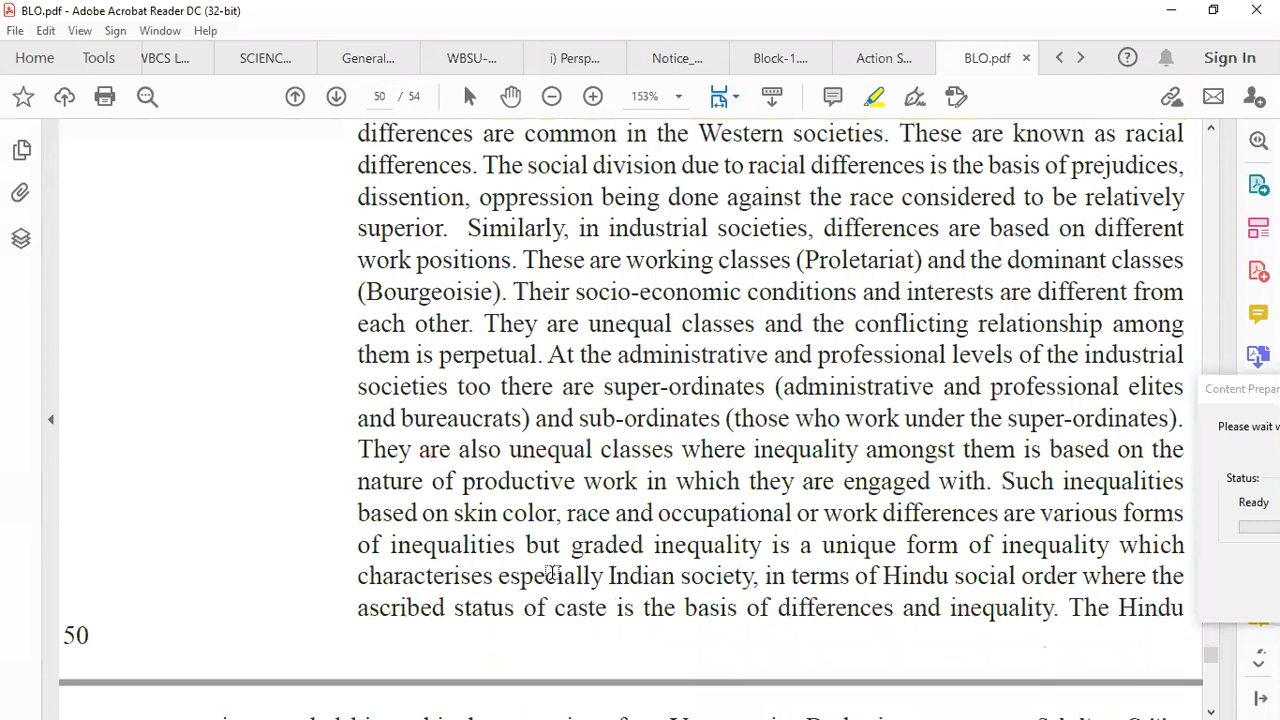 BLO.pdf - Adobe Acrobat Reader DC (32-bit)
File Edit View Sign Window Help
Home Tools WBCS L... SCIENC... General... WBSU-... i) Persp... Notice_... Block-1.... Action S... BLO.pdf × Sign In
50 / 54 153%
differences are common in the Western societies. These are known as racial
differences. The social division due to racial differences is the basis of prejudices,
dissention, oppression being done against the race considered to be relatively
superior. Similarly, in industrial societies, differences are based on different
work positions. These are working classes (Proletariat) and the dominant classes
(Bourgeoisie). Their socio-economic conditions and interests are different from
each other. They are unequal classes and the conflicting relationship among
them is perpetual. At the administrative and professional levels of the industrial
societies too there are super-ordinates (administrative and professional elites
and bureaucrats) and sub-ordinates (those who work under the super-ordinates).
They are also unequal classes where inequality amongst them is based on the
nature of productive work in which they are engaged with. Such inequalities
based on skin color, race and occupational or work differences are various forms
of inequalities but graded inequality is a unique form of inequality which
characterises especially Indian society, in terms of Hindu social order where the
ascribed status of caste is the basis of differences and inequality. The Hindu
50
Content Prepar
Please wait w
Status:
Ready